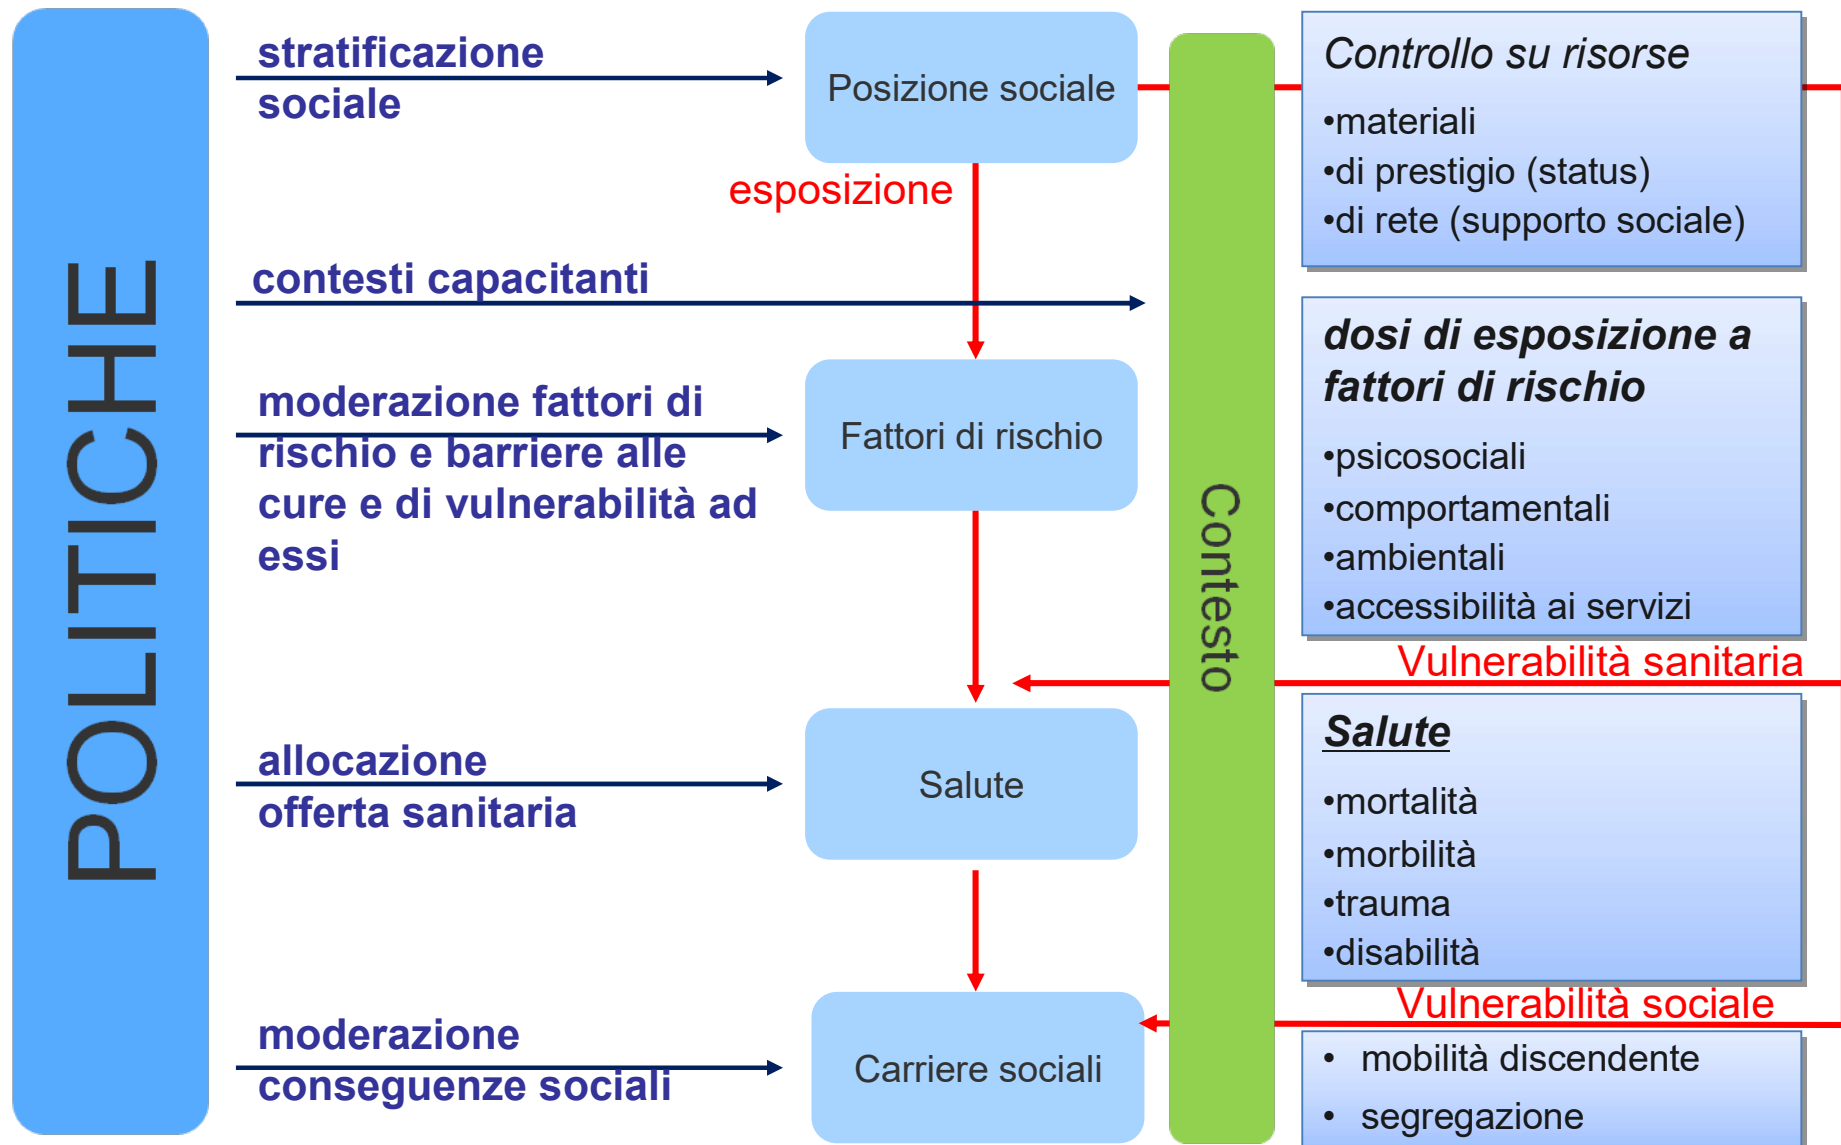 POLITICHE
stratificazione
sociale
Posizione sociale
esposizione
contesti capacitanti
moderazione fattori di
rischio e barriere alle
cure e di vulnerabilità ad
essi
Fattori di rischio
allocazione
offerta sanitaria
Salute
moderazione
conseguenze sociali
Carriere sociali
Contesto
Controllo su risorse
•materiali
•di prestigio (status)
•di rete (supporto sociale)
dosi di esposizione a
fattori di rischio
•psicosociali
•comportamentali
•ambientali
•accessibilità ai servizi
Vulnerabilità sanitaria
Salute
•mortalità
•morbilità
•trauma
•disabilità
Vulnerabilità sociale
• mobilità discendente
• segregazione